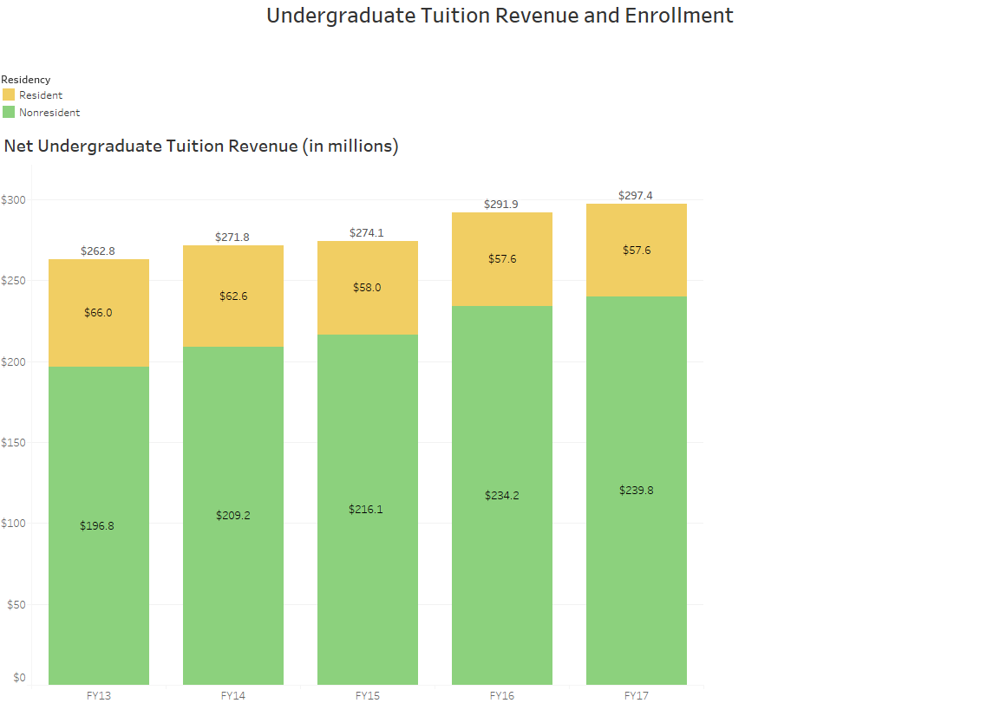 Undergraduate Tuition Revenue and Enrollment
Residency
Resident
Nonresident
Net Undergraduate Tuition Revenue (in millions)
$300
$250
$200
$150
$100
$50
$0
$262.8
$271.8
$274.1
$291.9
$297.4
$66.0
$62.6
$58.0
$57.6
$57.6
$196.8
$209.2
$216.1
$234.2
$239.8
FY13
FY14
FY15
FY16
FY17